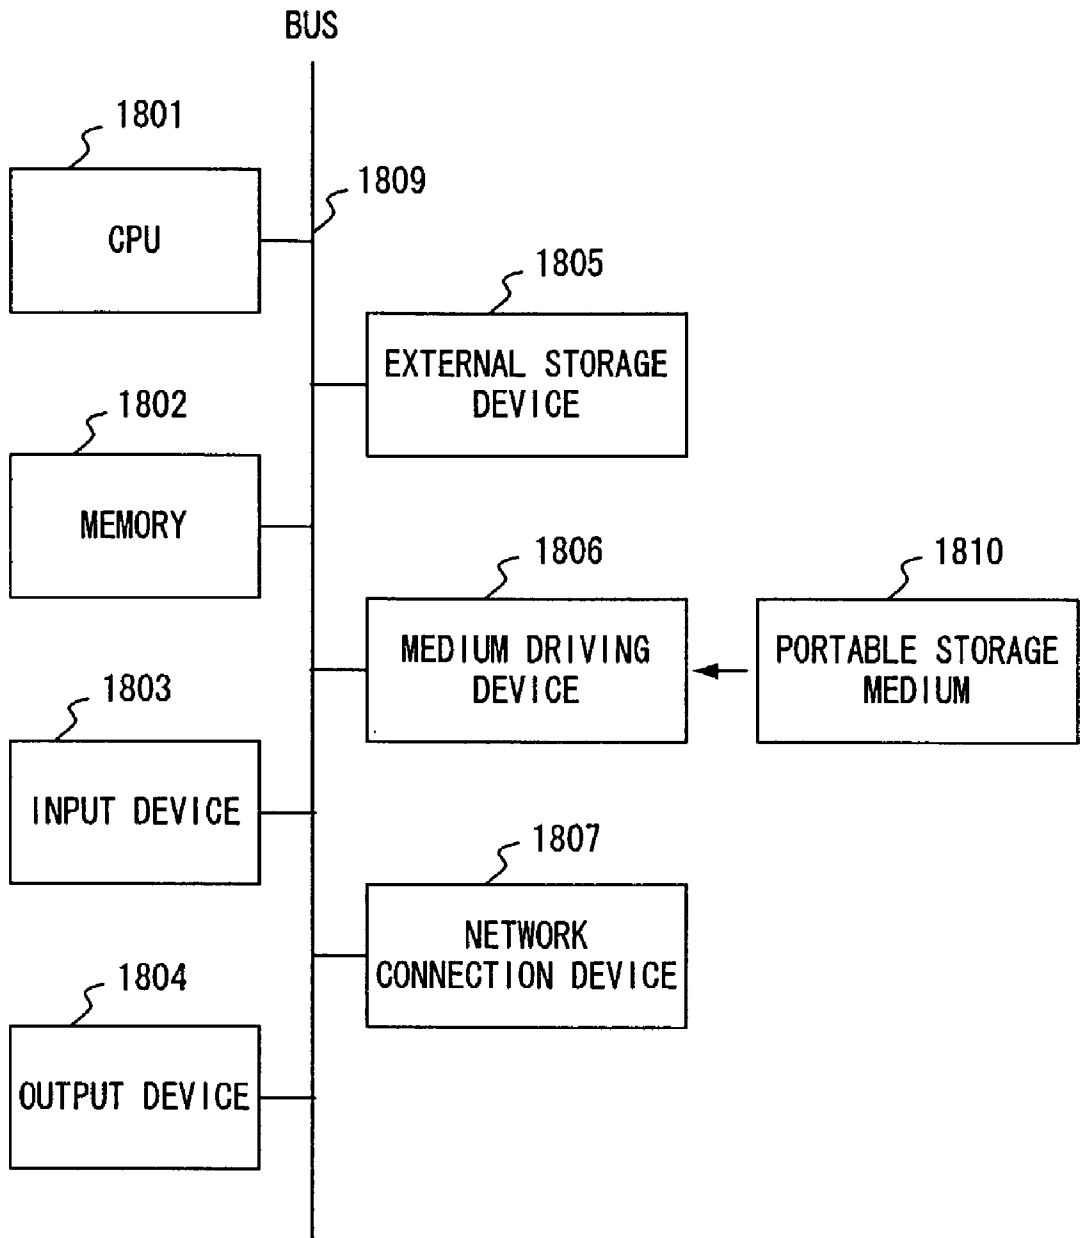 BUS
1801
CPU
1809
1805
EXTERNAL STORAGE
DEVICE
1802
MEMORY
1806
MEDIUM DRIVING
DEVICE
1810
PORTABLE STORAGE
MEDIUM
1803
INPUT DEVICE
1807
NETWORK
CONNECTION DEVICE
1804
OUTPUT DEVICE